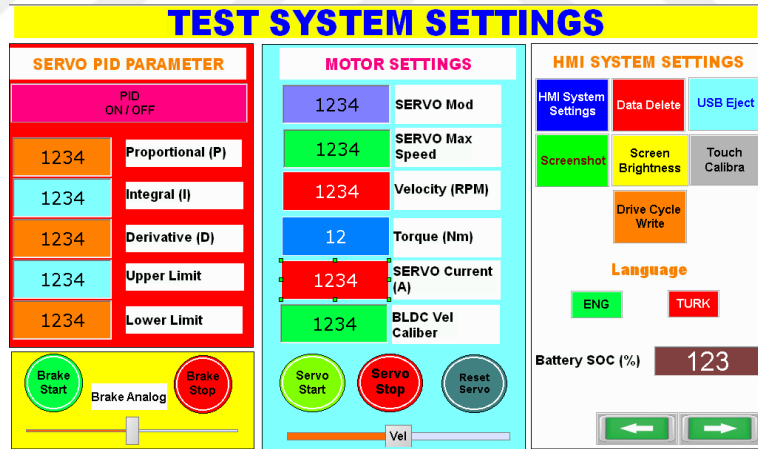 TEST SYSTEM SETTINGS
SERVO PID PARAMETER
PID
ON / OFF
1234 Proportional (P)
1234 Integral (I)
1234 Derivative (D)
1234 Upper Limit
1234 Lower Limit
Brake
Start
Brake Analog
Brake
Stop
MOTOR SETTINGS
1234 SERVO Mod
1234 SERVO Max
Speed
1234 Velocity (RPM)
12 Torque (Nm)
1234 SERVO Current
(A)
1234 BLDC Vel
Caliber
Servo
Start
Servo
Stop
Reset
Servo
Vel
HMI SYSTEM SETTINGS
HMI System
Settings
Data Delete
USB Eject
Screenshot
Screen
Brightness
Touch
Calibra
Drive Cycle
Write
Language
ENG
TURK
Battery SOC (%) 123